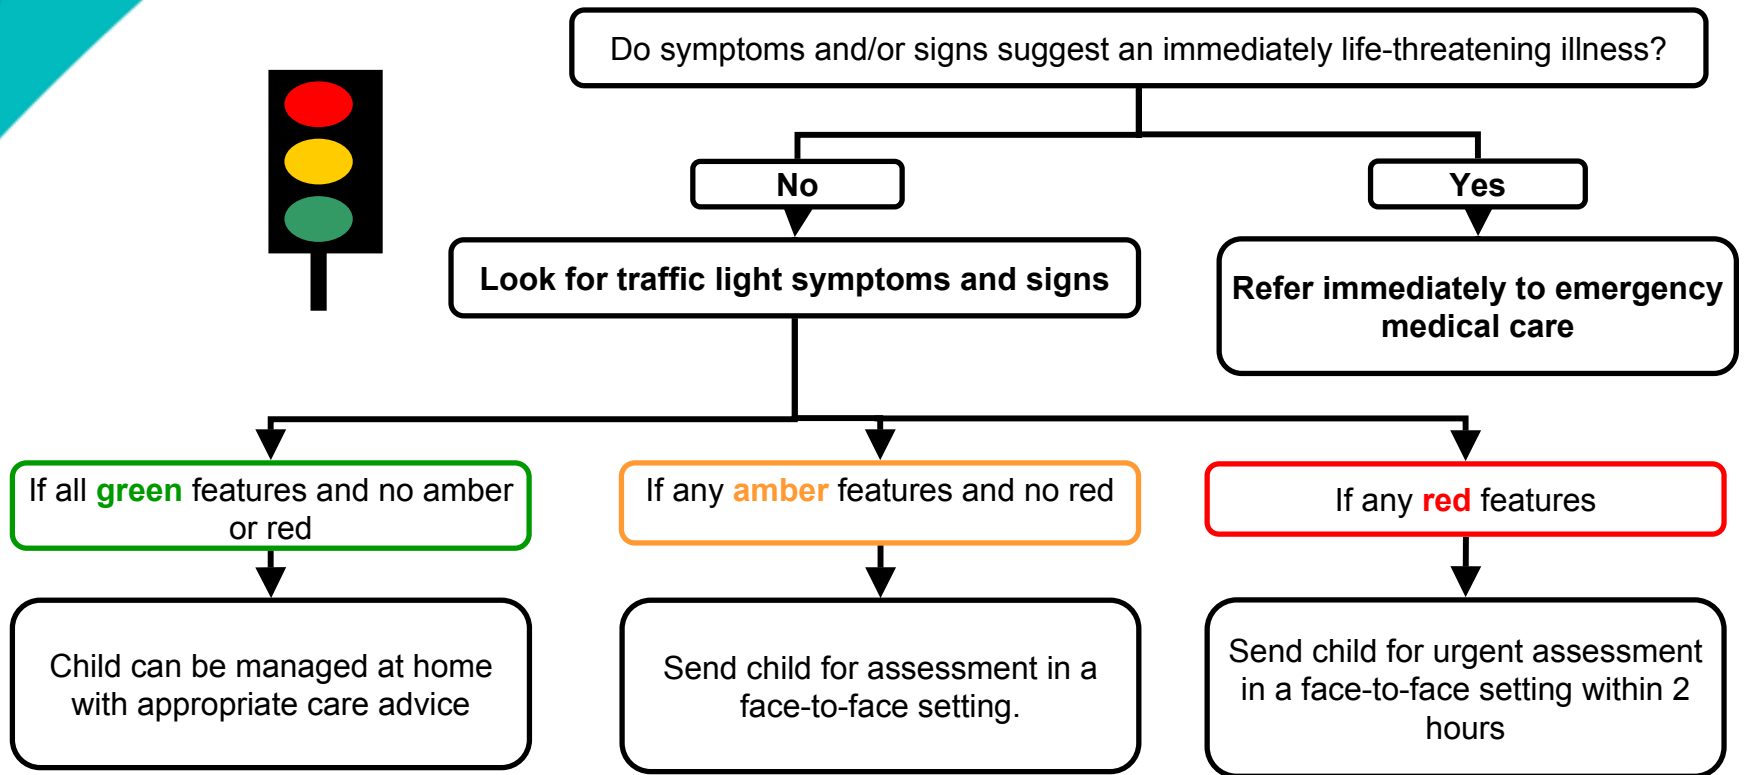 Do symptoms and/or signs suggest an immediately life-threatening illness?
No
Yes
Look for traffic light symptoms and signs
Refer immediately to emergency
medical care
If all green features and no amber
or red
If any amber features and no red
If any red features
Child can be managed at home
with appropriate care advice
Send child for assessment in a
face-to-face setting.
Send child for urgent assessment
in a face-to-face setting within 2
hours